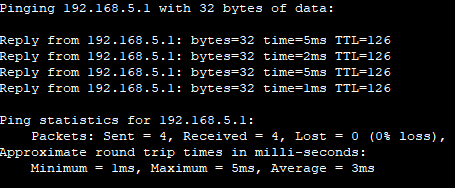 Pinging 192.168.5.1 with 32 bytes of data:
Reply from 192.168.5.1: bytes=32 time=5ms TTL=126
Reply from 192.168.5.1: bytes=32 time=2ms TTL=126
Reply from 192.168.5.1: bytes=32 time=5ms TTL=126
Reply from 192.168.5.1: bytes=32 time=1ms TTL=126
Ping statistics for 192.168.5.1:
Packets: Sent = 4, Received = 4, Lost = 0 (0% loss),
Approximate round trip times in milli-seconds:
Minimum = 1ms, Maximum = 5ms, Average = 3ms